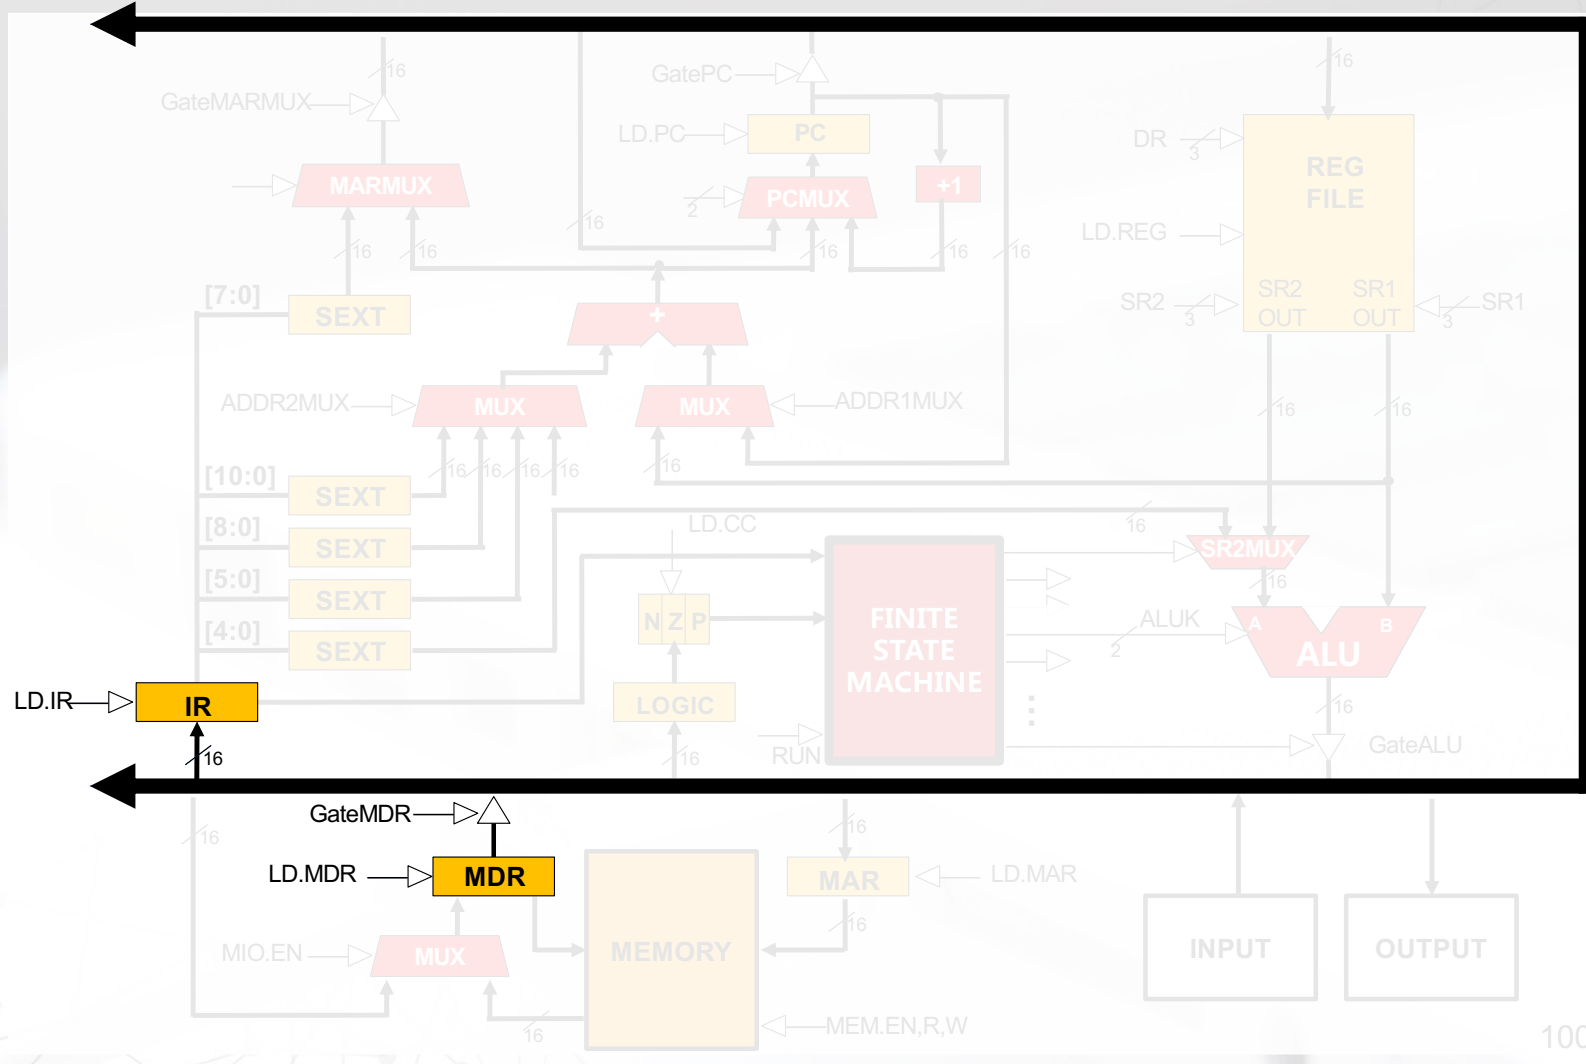 16
GatePC
GateMARMUX
16
LD.PC
PC
DR
3
REG
FILE
MARMUX
2
PCMUX
+1
16
LD.REG
16
16
16
16
16
[7:0]
SEXT
+
SR2
3
SR2
OUT
SR1
OUT
3
SR1
ADDR2MUX
MUX
MUX
ADDR1MUX
16
16
[10:0]
SEXT
16
16
16
16
16
[8:0]
SEXT
LD.CC
16
SR2MUX
[5:0]
SEXT
16
[4:0]
SEXT
N Z P
FINITE
STATE
MACHINE
ALUK
2
A
B
ALU
LD.IR
IR
LOGIC
16
16
16
RUN
GateALU
GateMDR
16
16
LD.MDR
MDR
MAR
LD.MAR
16
MIO.EN
MUX
MEMORY
INPUT
OUTPUT
16
MEM.EN,R,W
100